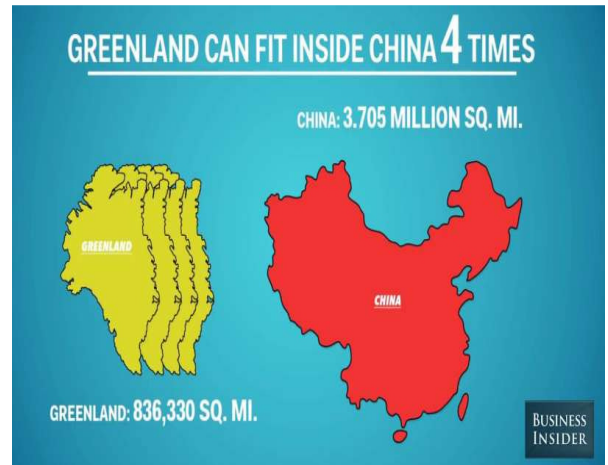 GREENLAND CAN FIT INSIDE CHINA 4 TIMES
CHINA: 3.705 MILLION SQ. MI.
GREENLAND
CHINA
GREENLAND: 836,330 SQ. MI.
BUSINESS
INSIDER